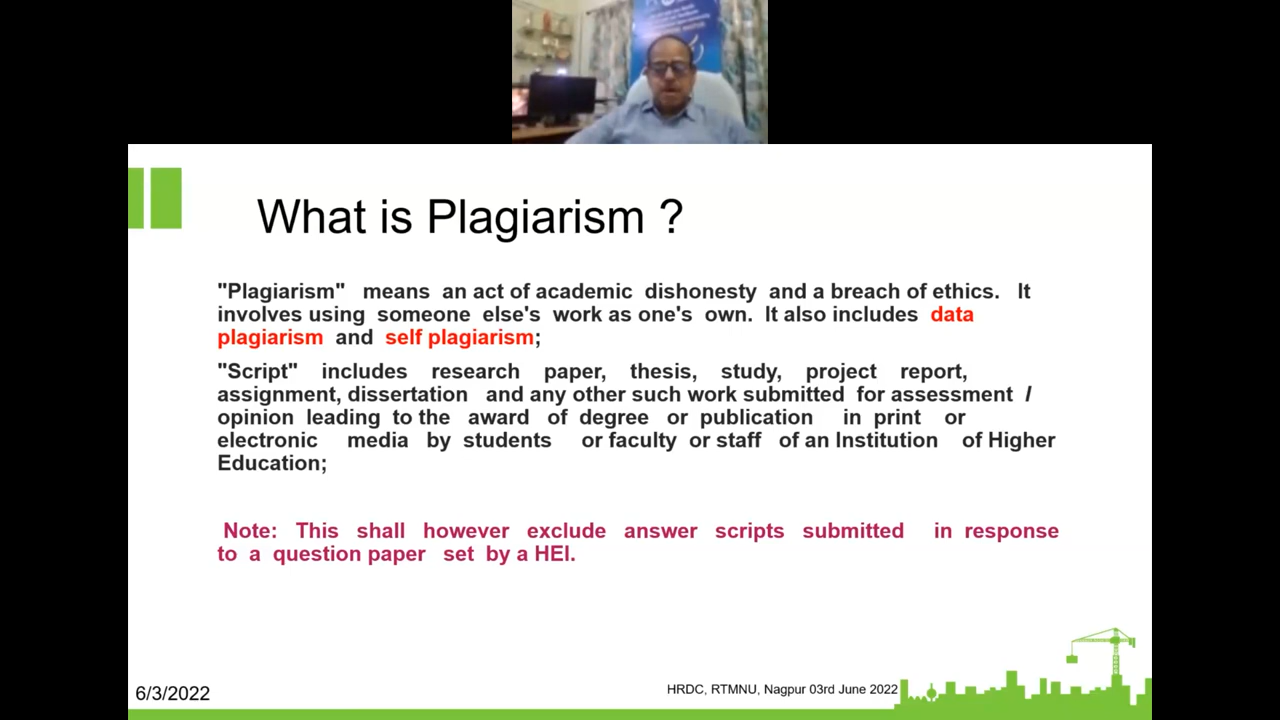 What is Plagiarism ?
"Plagiarism" means an act of academic dishonesty and a breach of ethics. It
involves using someone else's work as one's own. It also includes data
plagiarism and self plagiarism;
"Script" includes research paper, thesis, study, project report,
assignment, dissertation and any other such work submitted for assessment /
opinion leading to the award of degree or publication in print or
electronic media by students or faculty or staff of an Institution of Higher
Education;
Note: This shall however exclude answer scripts submitted in response
to a question paper set by a HEI.
6/3/2022
HRDC, RTMNU, Nagpur 03rd June 2022